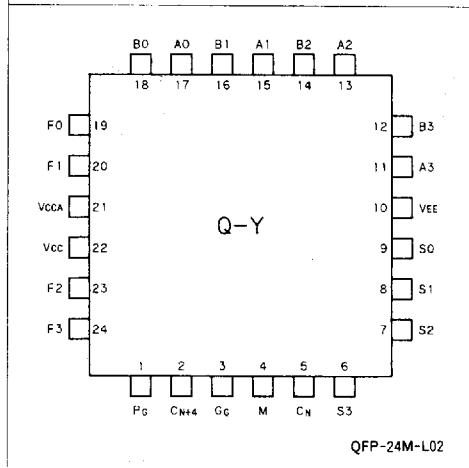 B0 A0 B1 A1 B2 A2
18 17 16 15 14 13
F0 19 12 B3
F1 20 11 A3
VCCA 21 10 VEE
Q-Y
VCC 22 9 S0
F2 23 8 S1
F3 24 7 S2
1 2 3 4 5 6
PG CN+4 GG M CN S3
QFP-24M-L02